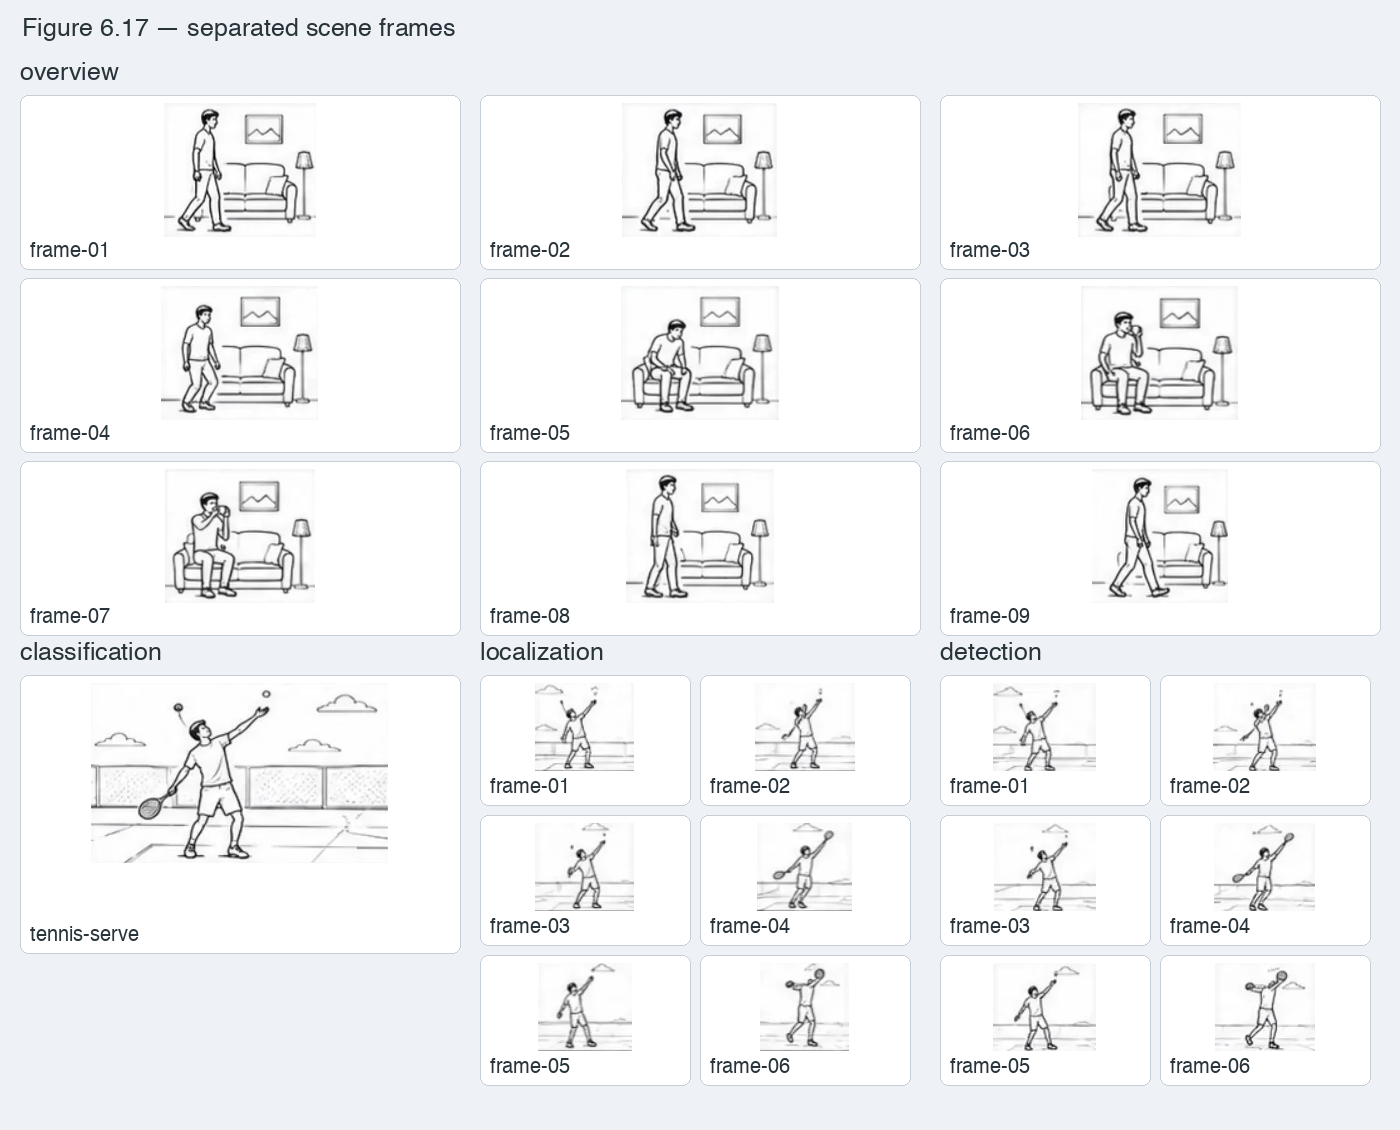 Figure 6.17 — separated scene frames
overview
frame-01
frame-02
frame-03
frame-04
frame-05
frame-06
frame-07
frame-08
frame-09
classification
tennis-serve
localization
frame-01
frame-02
frame-03
frame-04
frame-05
frame-06
detection
frame-01
frame-02
frame-03
frame-04
frame-05
frame-06